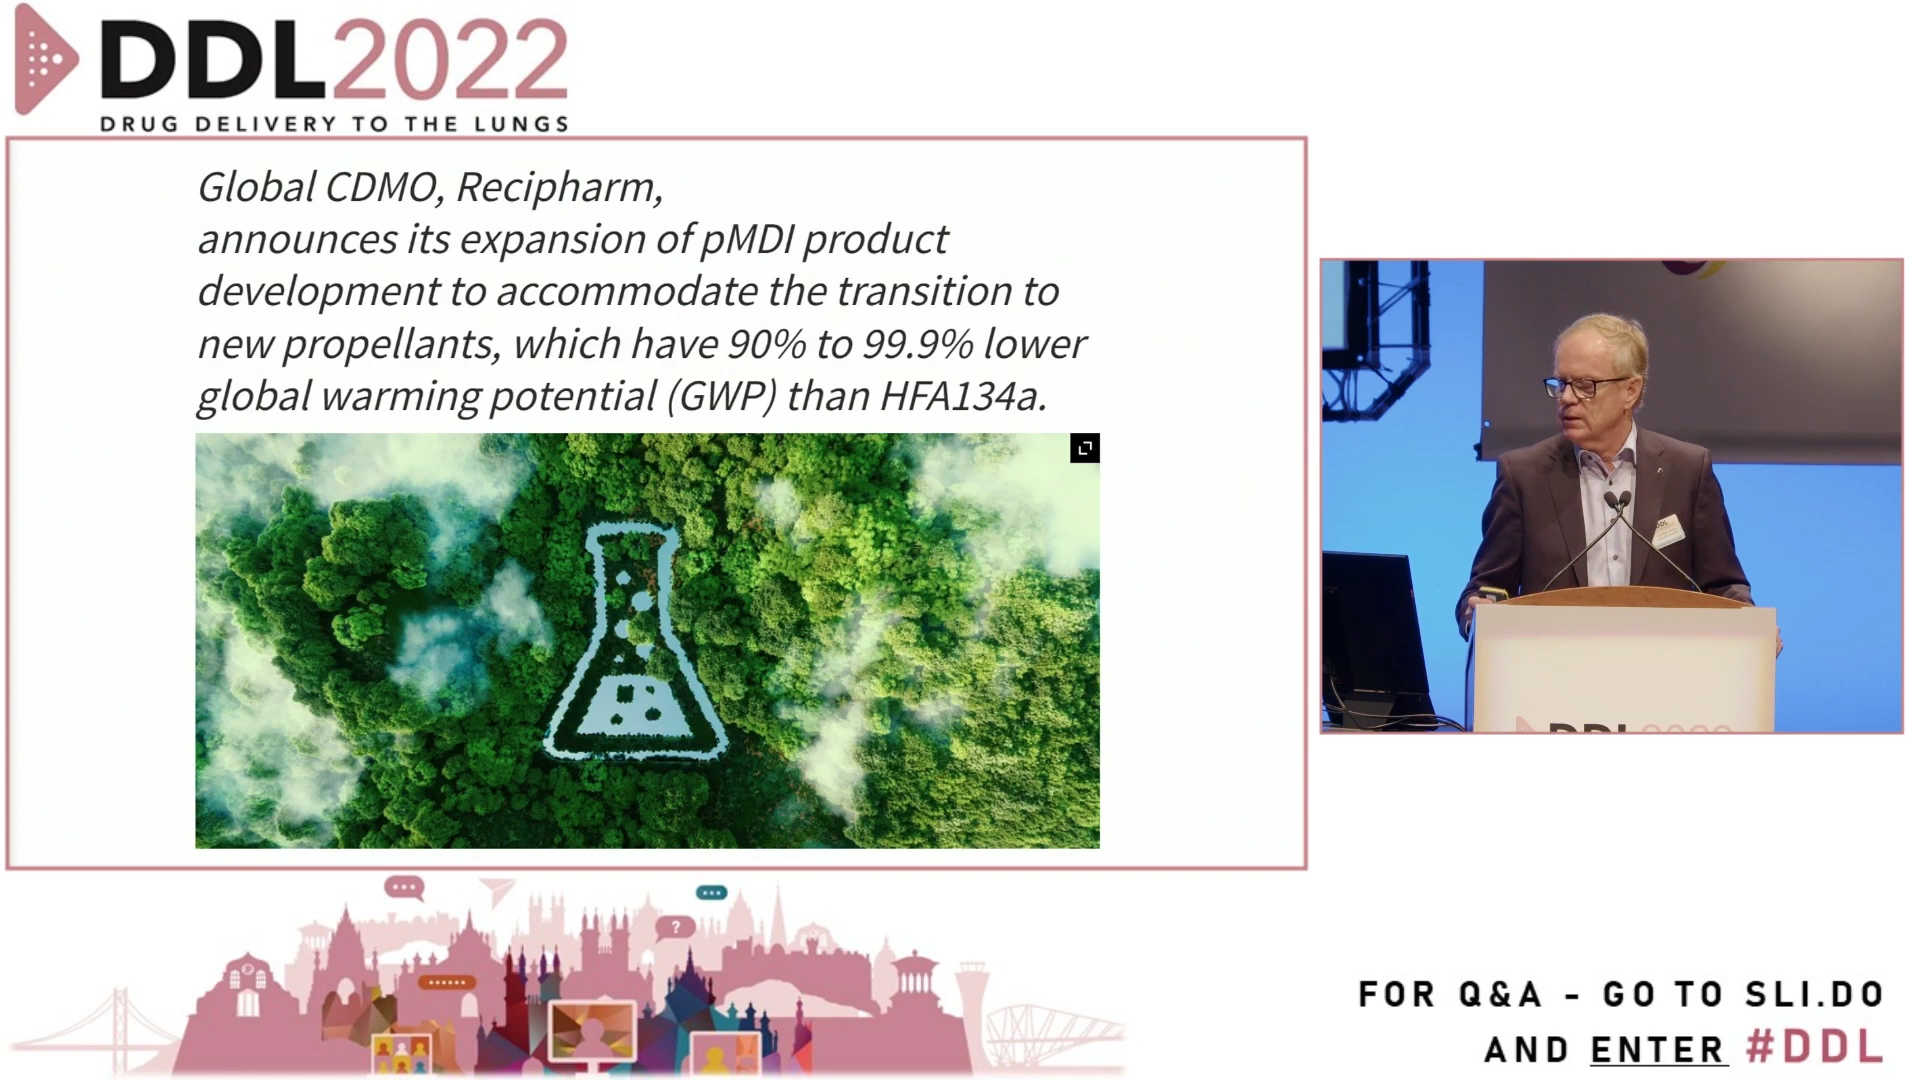 DDL2022
DRUG DELIVERY TO THE LUNGS
Global CDMO, Recipharm,
announces its expansion of pMDI product
development to accommodate the transition to
new propellants, which have 90% to 99.9% lower
global warming potential (GWP) than HFA134a.
DDL
DDL2022
?
FOR Q&A - GO TO SLI.DO
AND ENTER #DDL